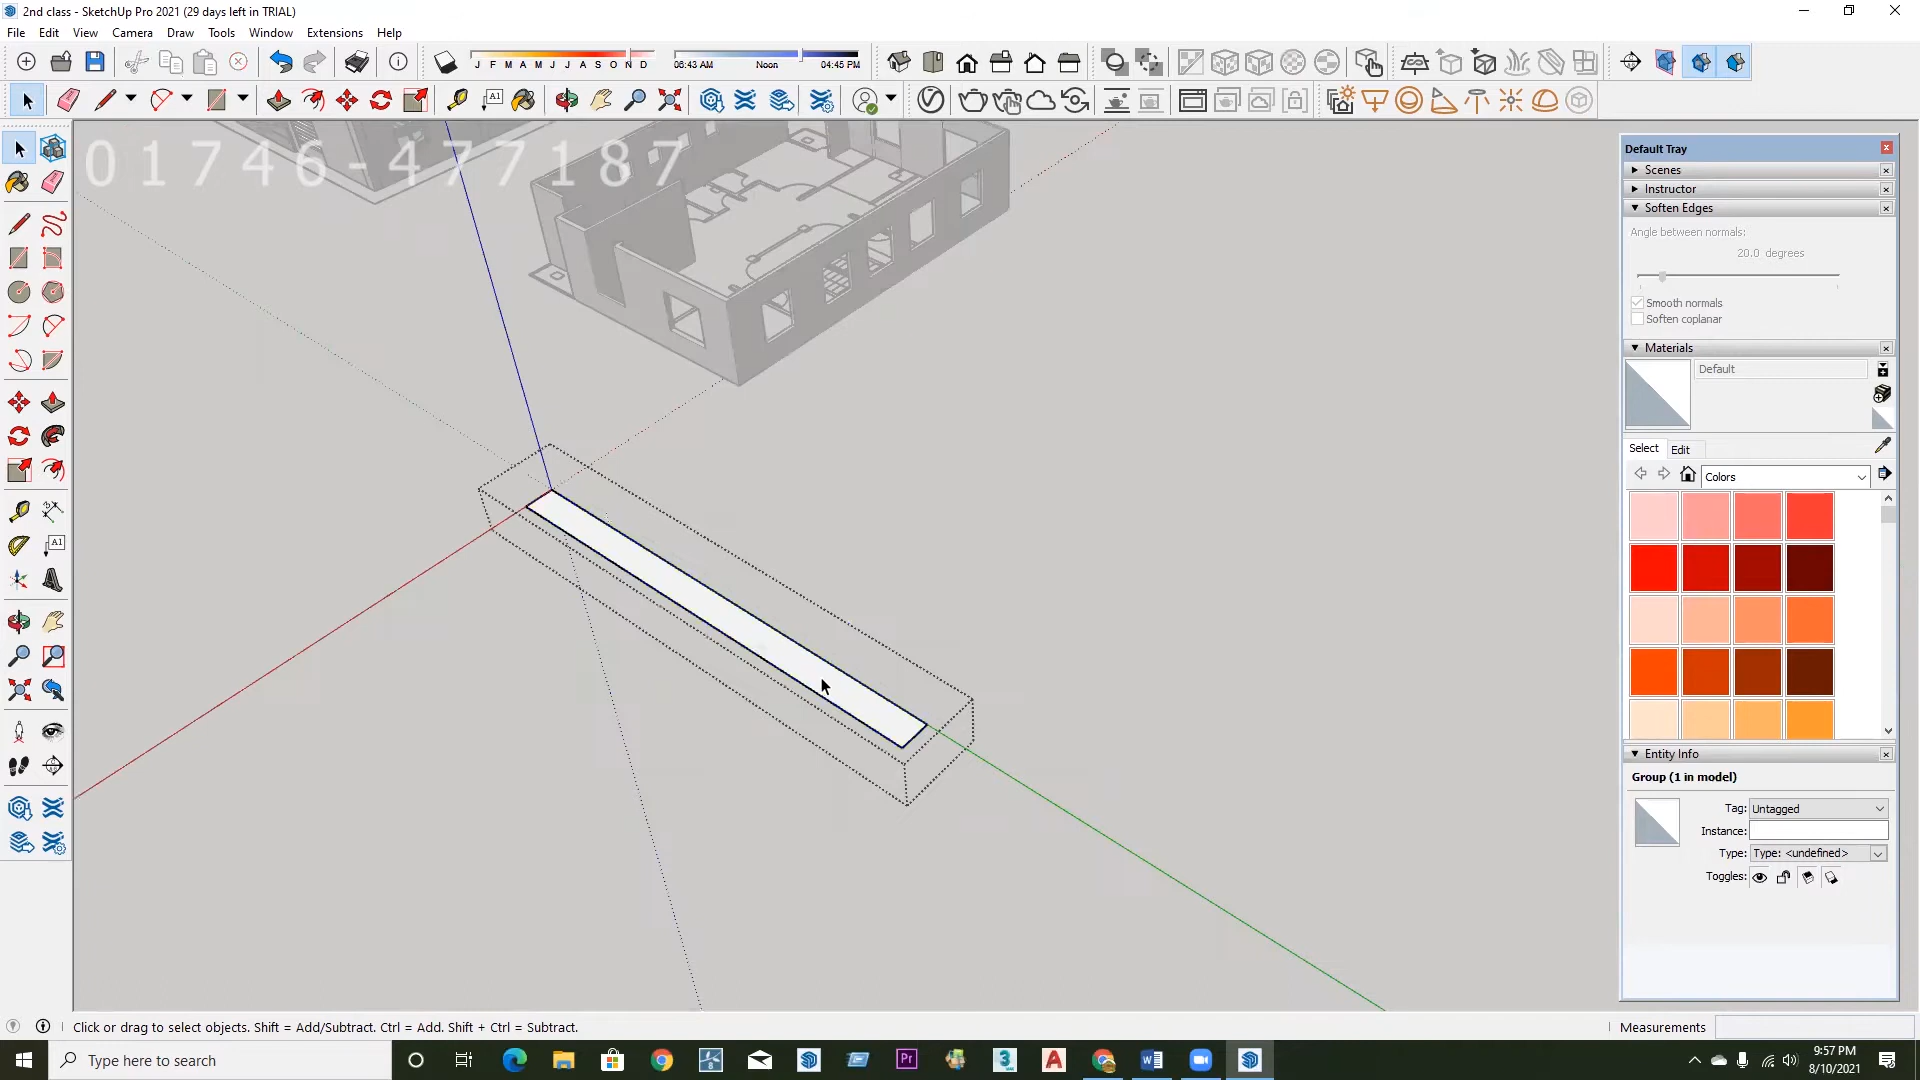 2nd class - SketchUp Pro 2021 (29 days left in TRIAL)
File Edit View Camera Draw Tools Window Extensions Help
J F M A M J J A S O N D 06:43 AM Noon 04:45 PM
A1
01746-477187
Default Tray
Scenes
Instructor
Soften Edges
Angle between normals:
20.0 degrees
Smooth normals
Soften coplanar
Materials
Default
Select Edit
Colors
A1
Entity Info
Group (1 in model)
Tag: Untagged
Instance:
Type: Type: <undefined>
Toggles:
Click or drag to select objects. Shift = Add/Subtract. Ctrl = Add. Shift + Ctrl = Subtract.
Measurements
Type here to search
Pr
3
A
W
9:57 PM
8/10/2021